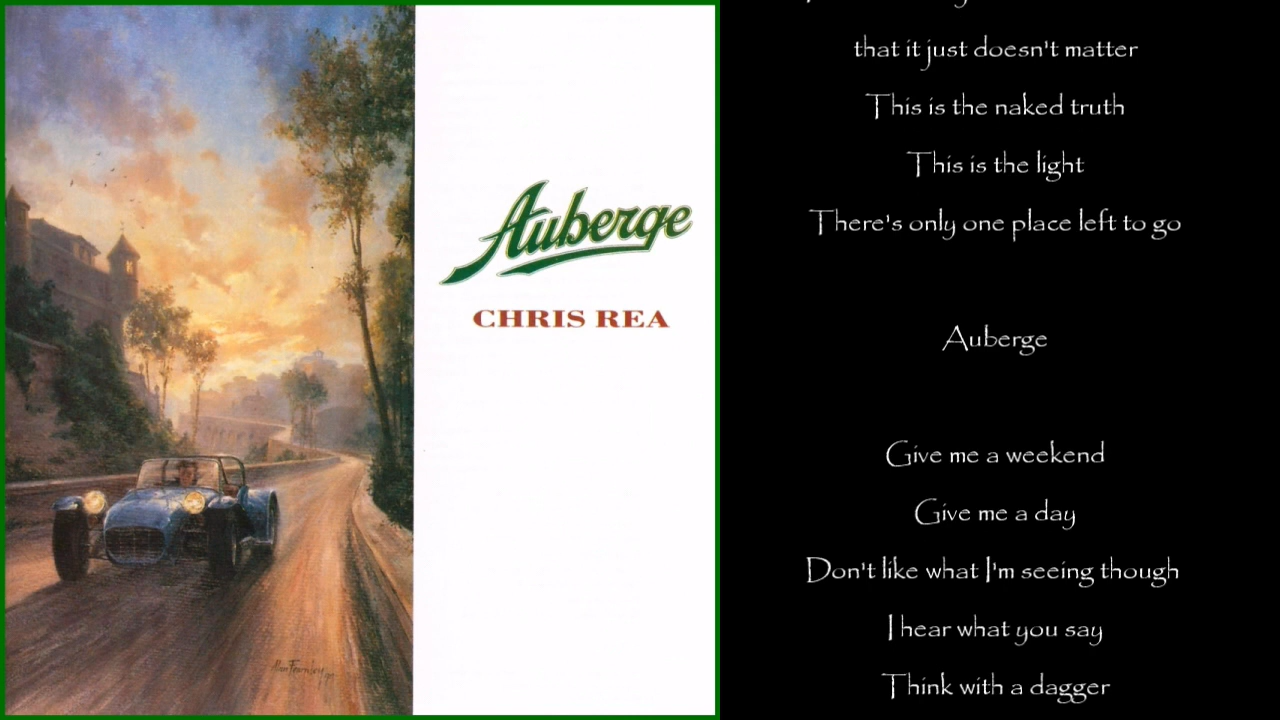 Auberge
CHRIS REA
Alan Fearnley
that it just doesn't matter
This is the naked truth
This is the light
There's only one place left to go
Auberge
Give me a weekend
Give me a day
Don't like what I'm seeing though
I hear what you say
Think with a dagger